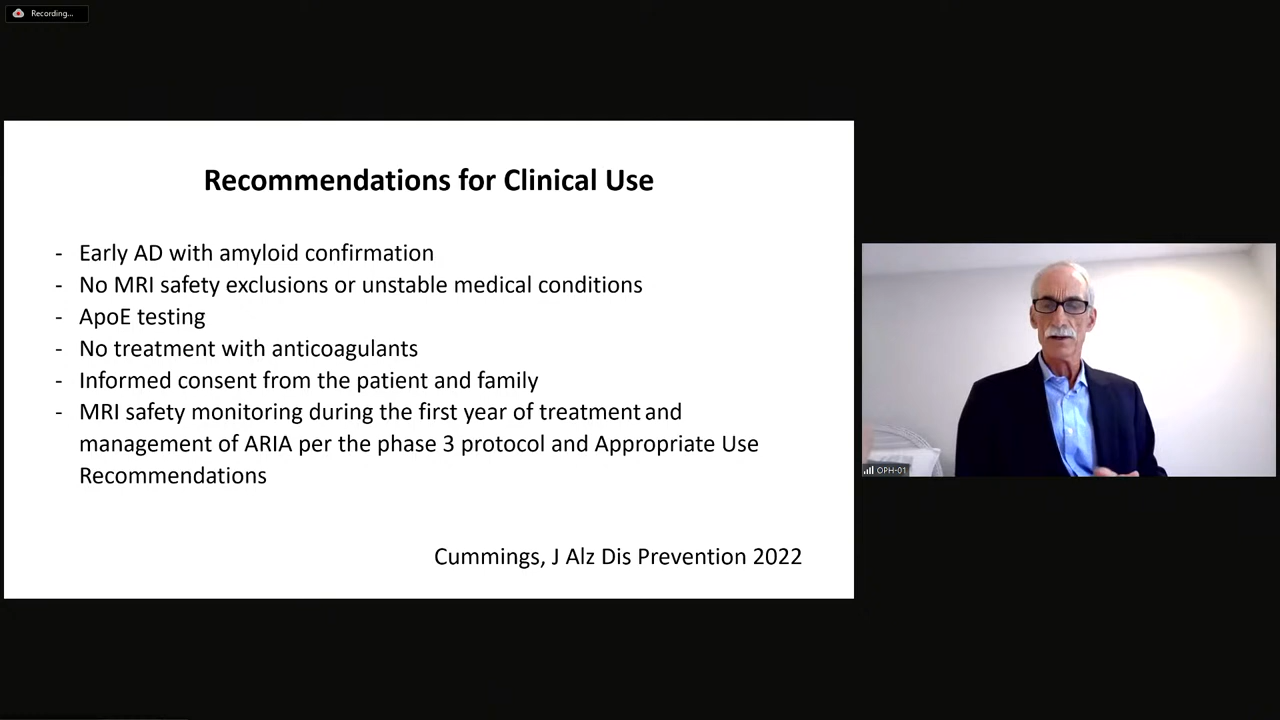 Recording...
Recommendations for Clinical Use
- Early AD with amyloid confirmation
- No MRI safety exclusions or unstable medical conditions
- ApoE testing
- No treatment with anticoagulants
- Informed consent from the patient and family
- MRI safety monitoring during the first year of treatment and
management of ARIA per the phase 3 protocol and Appropriate Use
Recommendations
Cummings, J Alz Dis Prevention 2022
OPH-01